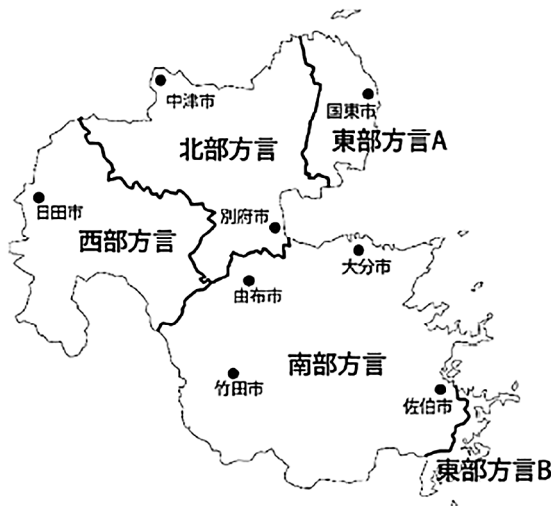 中津市
国東市
東部方言A
北部方言
日田市
別府市
西部方言
大分市
由布市
南部方言
竹田市
佐伯市
東部方言B